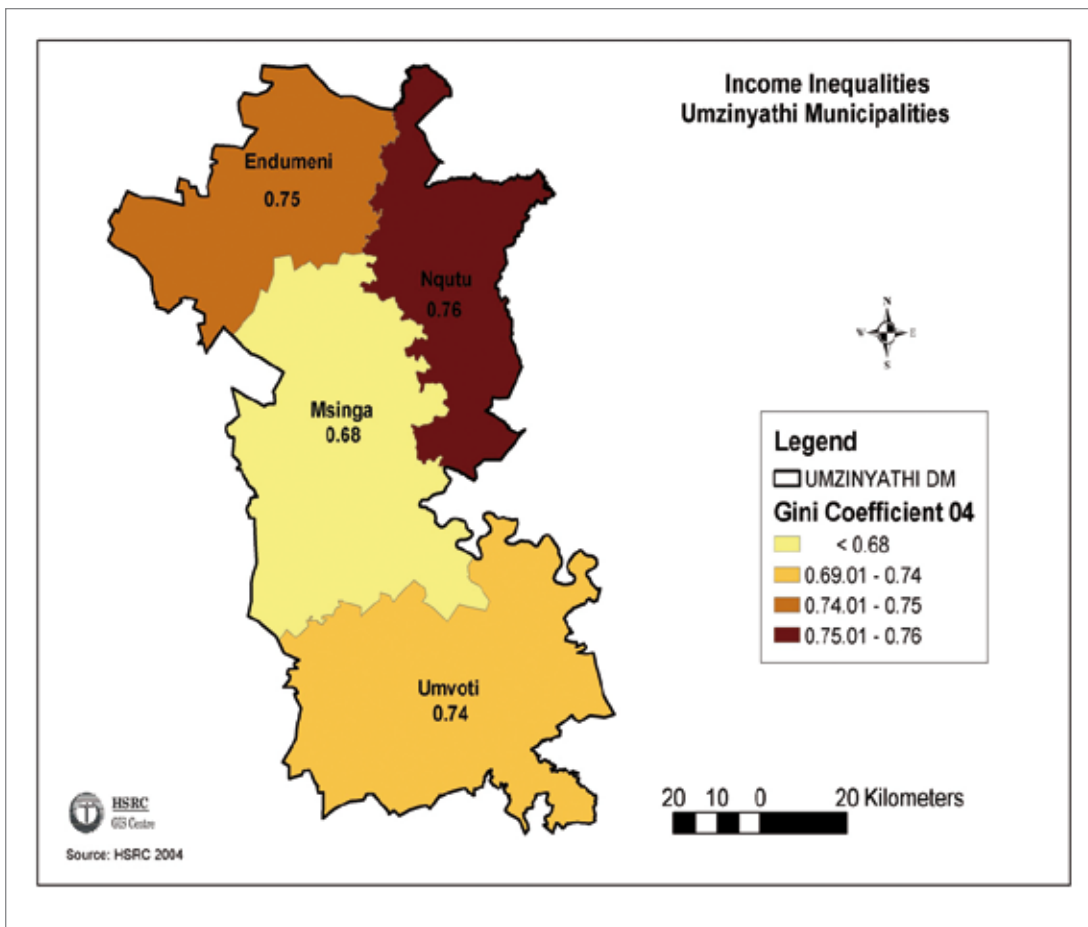 Income Inequalities
Umzinyathi Municipalities
Endumeni
0.75
Nqutu
0.76
N
W
E
S
Msinga
0.68
Legend
UMZINYATHI DM
Gini Coefficient 04
< 0.68
0.69.01 - 0.74
0.74.01 - 0.75
0.75.01 - 0.76
Umvoti
0.74
20 10 0 20 Kilometers
HSRC
GIS Centre
Source: HSRC 2004